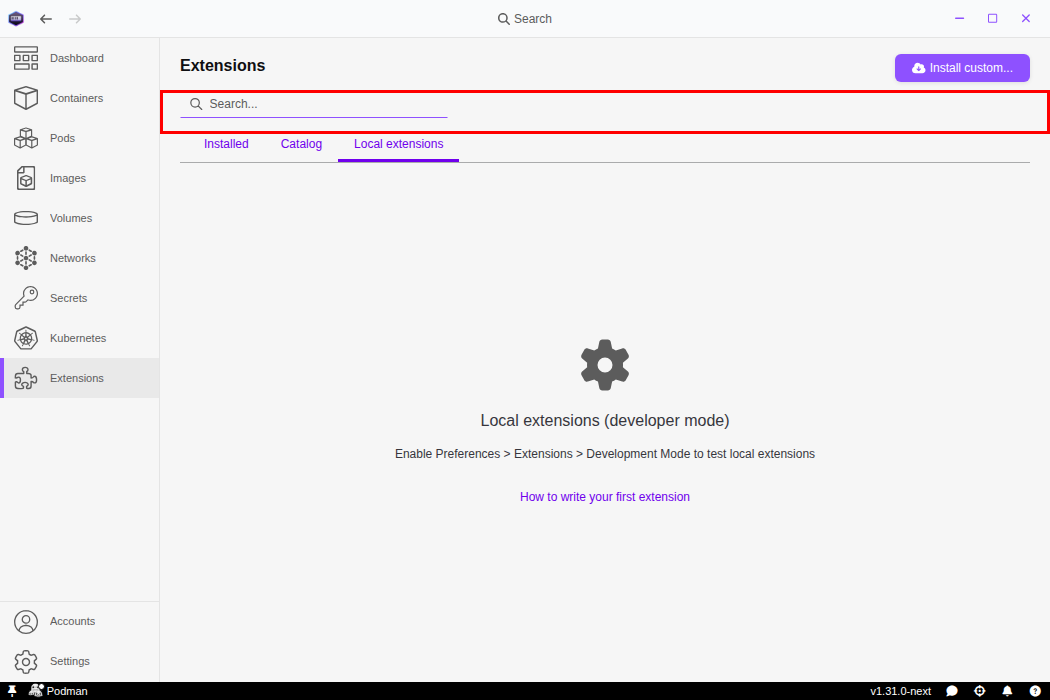 Search
Dashboard
Containers
Pods
Images
Volumes
Networks
Secrets
Kubernetes
Extensions
Accounts
Settings
Extensions
Install custom...
Search...
Installed Catalog Local extensions
Local extensions (developer mode)
Enable Preferences > Extensions > Development Mode to test local extensions
How to write your first extension
Podman v1.31.0-next